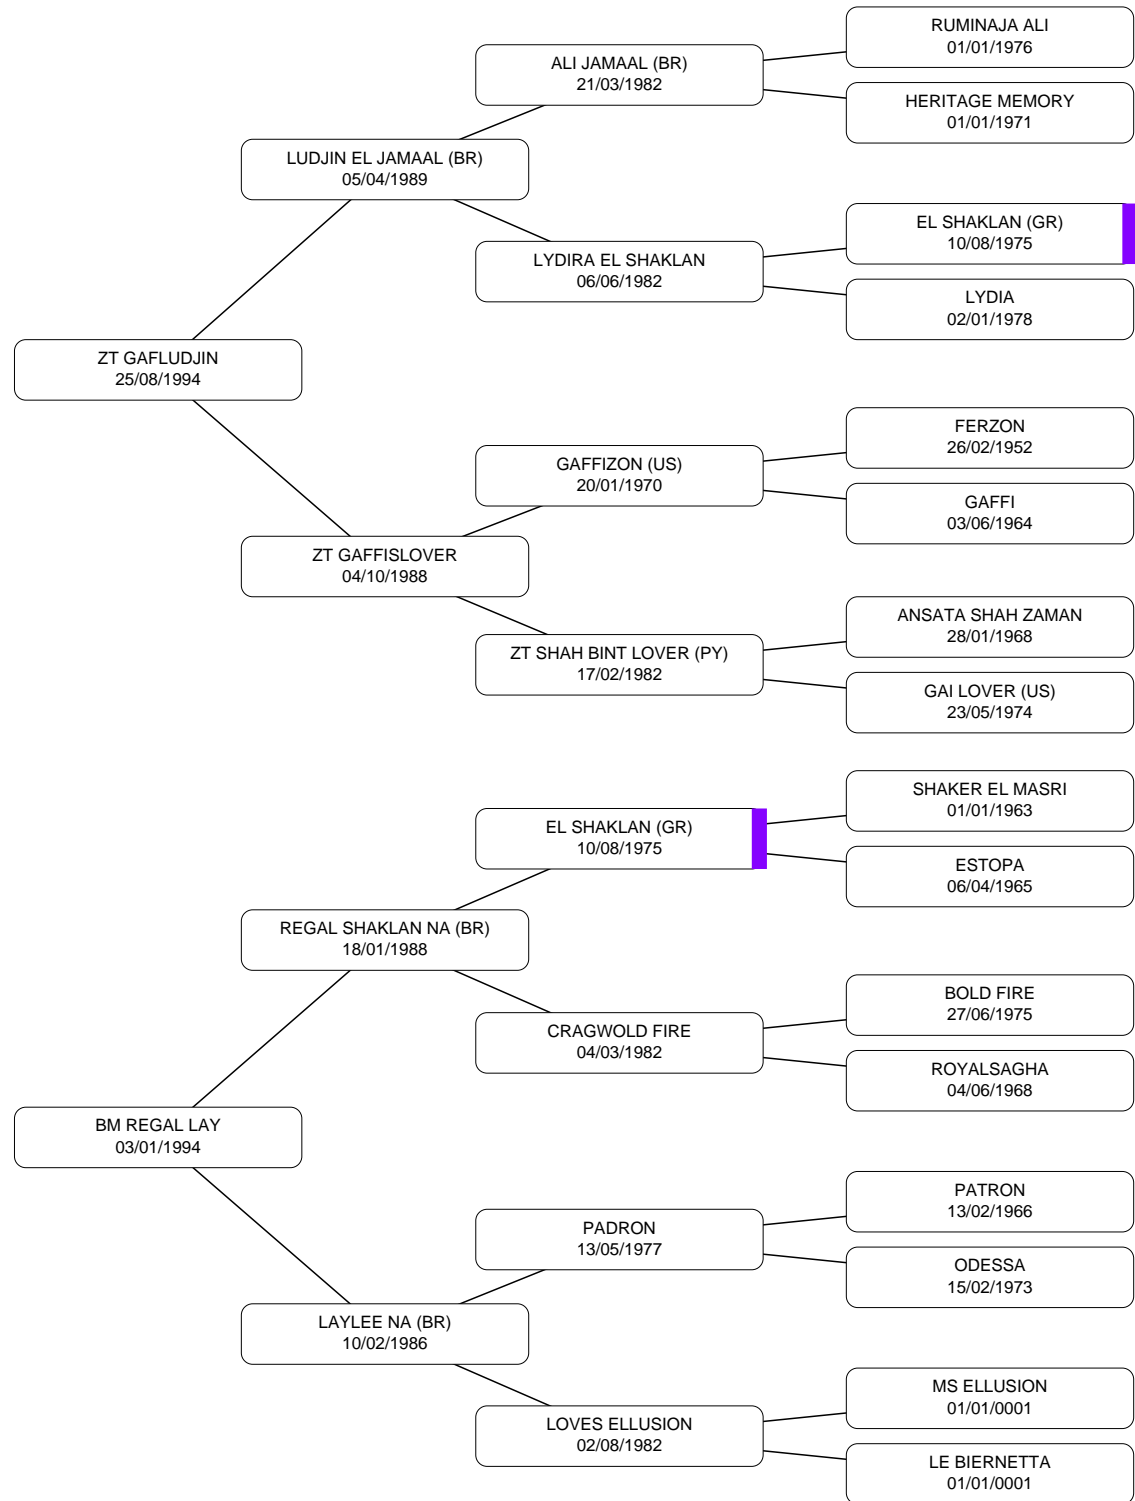 RUMINAJA ALI
01/01/1976
ALI JAMAAL (BR)
21/03/1982
HERITAGE MEMORY
01/01/1971
LUDJIN EL JAMAAL (BR)
05/04/1989
EL SHAKLAN (GR)
10/08/1975
LYDIRA EL SHAKLAN
06/06/1982
LYDIA
02/01/1978
ZT GAFLUDJIN
25/08/1994
FERZON
26/02/1952
GAFFIZON (US)
20/01/1970
GAFFI
03/06/1964
ZT GAFFISLOVER
04/10/1988
ANSATA SHAH ZAMAN
28/01/1968
ZT SHAH BINT LOVER (PY)
17/02/1982
GAI LOVER (US)
23/05/1974
SHAKER EL MASRI
01/01/1963
EL SHAKLAN (GR)
10/08/1975
ESTOPA
06/04/1965
REGAL SHAKLAN NA (BR)
18/01/1988
BOLD FIRE
27/06/1975
CRAGWOLD FIRE
04/03/1982
ROYALSAGHA
04/06/1968
BM REGAL LAY
03/01/1994
PATRON
13/02/1966
PADRON
13/05/1977
ODESSA
15/02/1973
LAYLEE NA (BR)
10/02/1986
MS ELLUSION
01/01/0001
LOVES ELLUSION
02/08/1982
LE BIERNETTA
01/01/0001